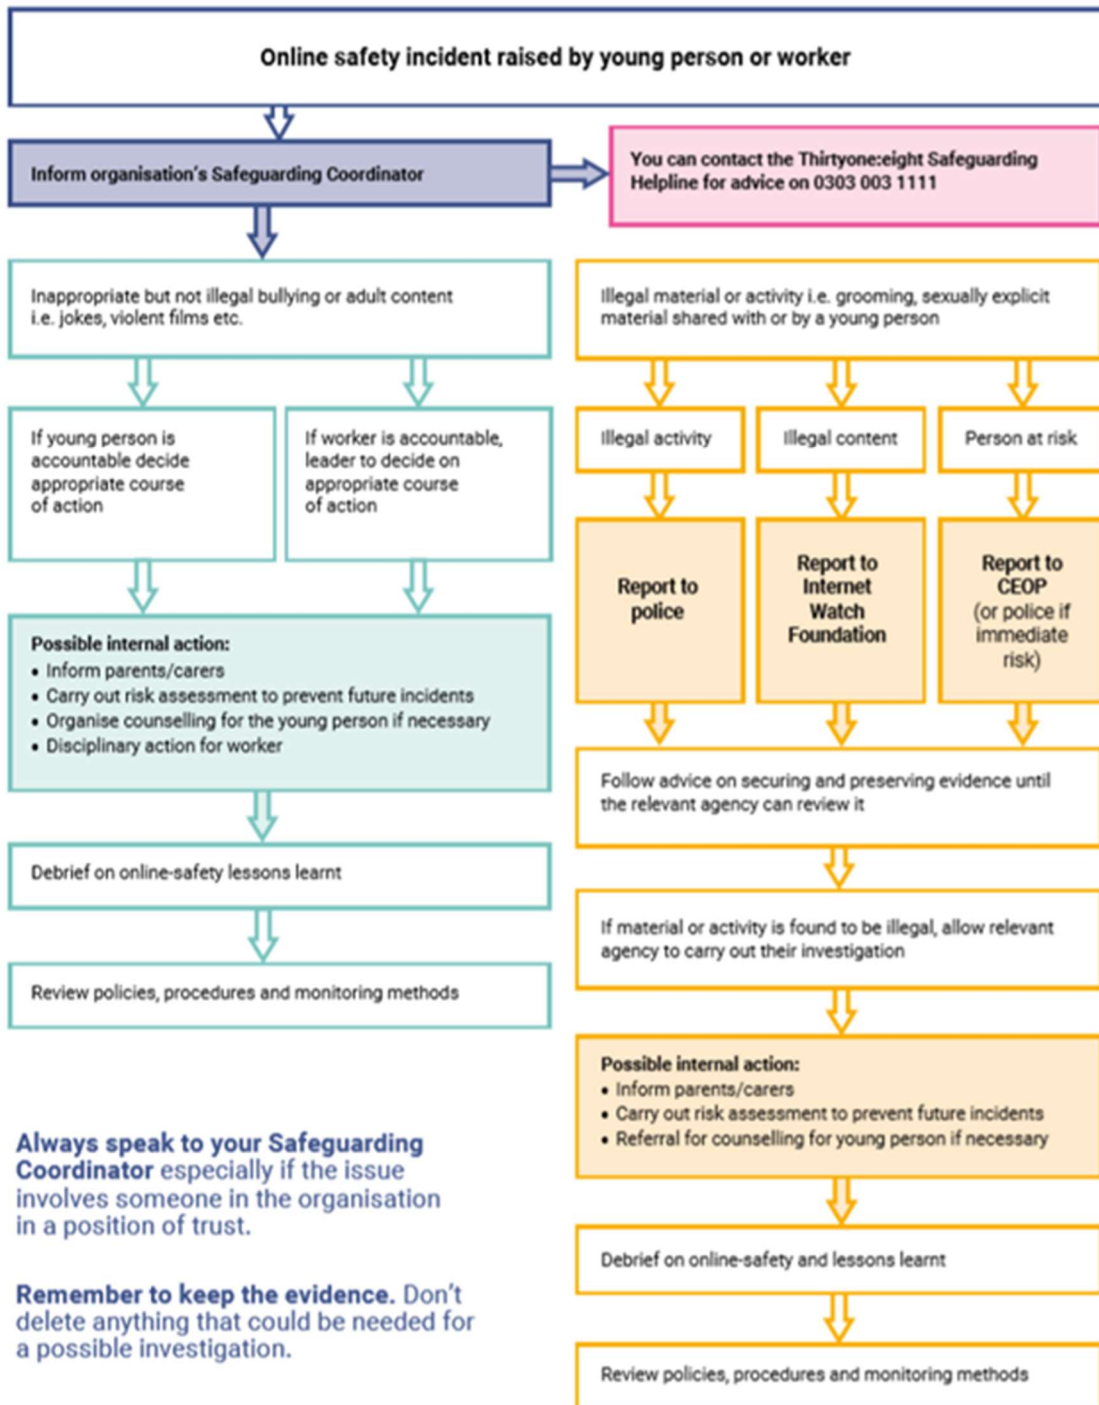 Online safety incident raised by young person or worker
Inform organisation's Safeguarding Coordinator
You can contact the Thirtyone:eight Safeguarding
Helpline for advice on 0303 003 1111
Inappropriate but not illegal bullying or adult content
i.e. jokes, violent films etc.
If young person is
accountable decide
appropriate course
of action
If worker is accountable,
leader to decide on
appropriate course
of action
Possible internal action:
• Inform parents/carers
• Carry out risk assessment to prevent future incidents
• Organise counselling for the young person if necessary
• Disciplinary action for worker
Debrief on online-safety lessons learnt
Review policies, procedures and monitoring methods
Illegal material or activity i.e. grooming, sexually explicit
material shared with or by a young person
Illegal activity
Illegal content
Person at risk
Report to
police
Report to
Internet
Watch
Foundation
Report to
CEOP
(or police if
immediate
risk)
Follow advice on securing and preserving evidence until
the relevant agency can review it
If material or activity is found to be illegal, allow relevant
agency to carry out their investigation
Possible internal action:
• Inform parents/carers
• Carry out risk assessment to prevent future incidents
• Referral for counselling for young person if necessary
Debrief on online-safety and lessons learnt
Review policies, procedures and monitoring methods
Always speak to your Safeguarding
Coordinator especially if the issue
involves someone in the organisation
in a position of trust.
Remember to keep the evidence. Don't
delete anything that could be needed for
a possible investigation.